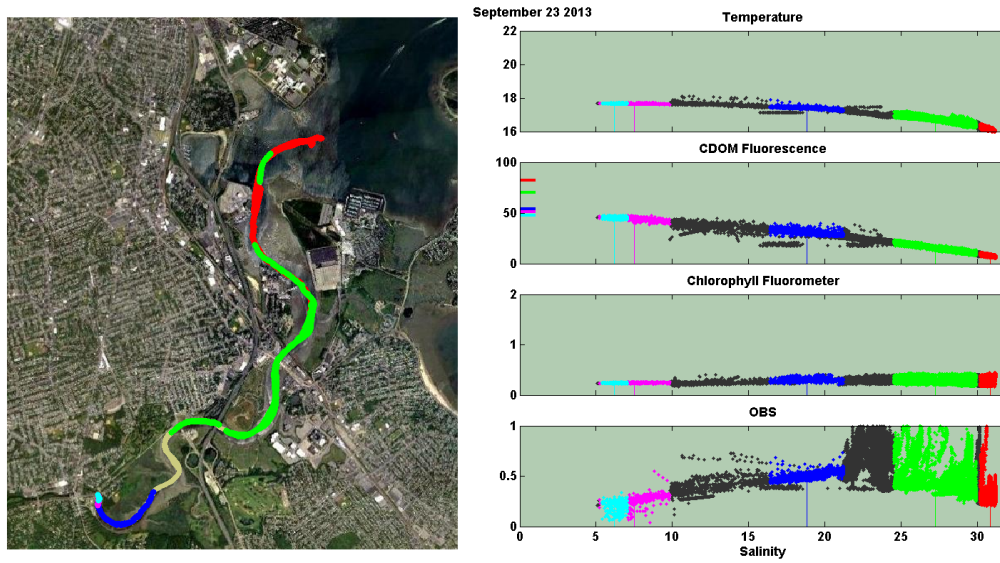 September 23 2013
Temperature
22
20
18
16
CDOM Fluorescence
100
50
0
Chlorophyll Fluorometer
2
1
0
OBS
1
0.5
0
0 5 10 15 20 25 30
Salinity